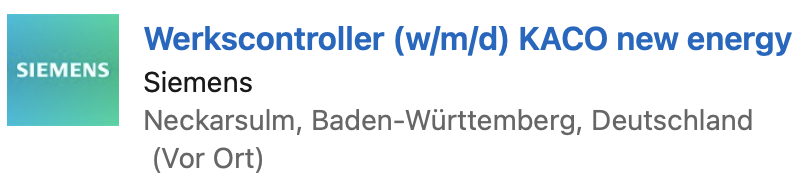 SIEMENS
Werkscontroller (w/m/d) KACO new energy
Siemens
Neckarsulm, Baden-Württemberg, Deutschland
(Vor Ort)